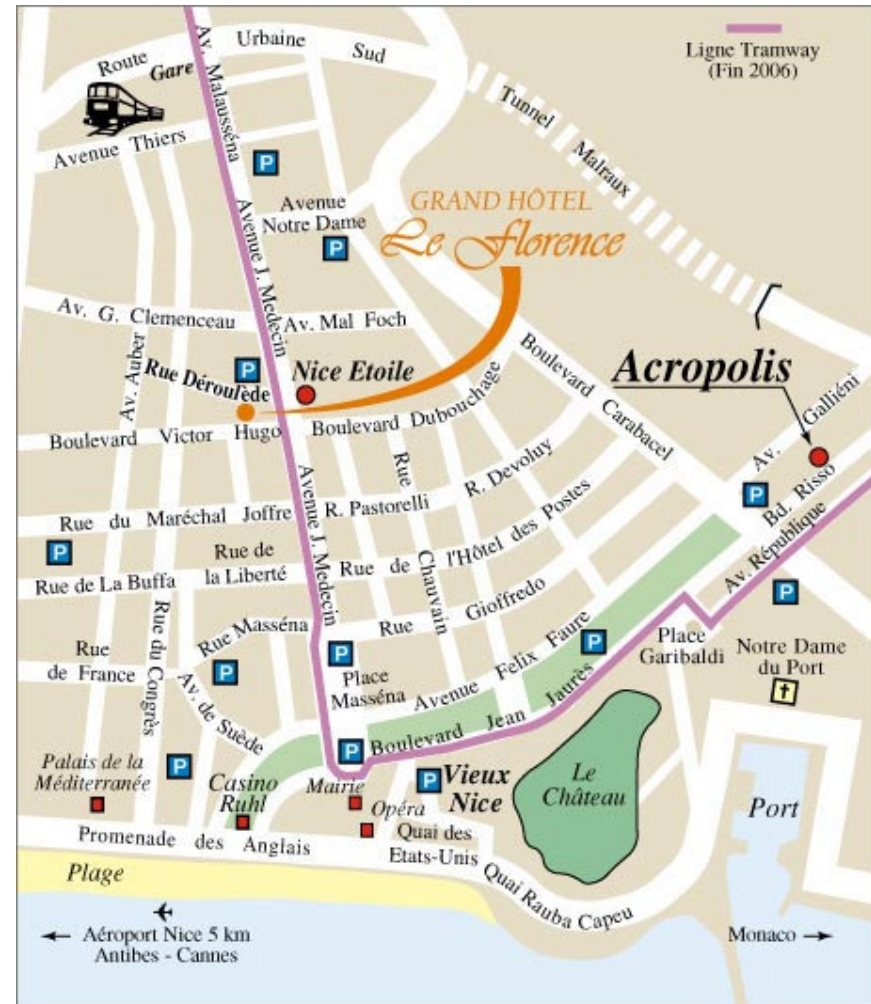 Ligne Tramway
(Fin 2006)
Route Urbaine Sud
Gare
Av. Malausséna
Tunnel Malraux
Avenue Thiers
P
Avenue
Notre Dame
P
GRAND HÔTEL
Le Florence
Avenue J. Medecin
Av. G. Clemenceau
Av. Mal Foch
Av. Auber
Rue Déroulède
P
Nice Etoile
Boulevard Carabacel
Acropolis
Av. Galliéni
Boulevard Victor Hugo
Boulevard Dubouchage
Rue Chauvain
R. Devoluy
P
Bd. Risso
Rue du Maréchal Joffre
R. Pastorelli
Avenue J. Medecin
Av. République
P
Rue de La Buffa
Rue de
la Liberté
Rue de l'Hôtel des Postes
P
Rue du Congrès
Rue Masséna
Rue Gioffredo
P
Rue
de France
P
Place
Masséna
Avenue Felix Faure
P
Place
Garibaldi
Notre Dame
du Port
Av. de Suède
Boulevard Jean Jaurès
P
Palais de la
Méditerranée
P
Casino
Ruhl
Mairie
P
Vieux
Nice
Le
Château
Port
Opéra
Promenade des Anglais
Quai des
Etats-Unis
Quai Rauba Capeu
Plage
Aéroport Nice 5 km
Antibes - Cannes
Monaco